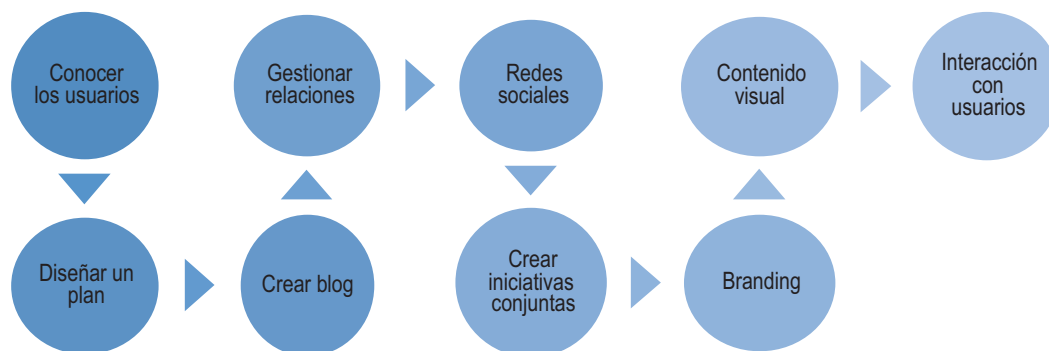 Conocer
los usuarios
Diseñar un
plan
Crear blog
Gestionar
relaciones
Redes
sociales
Crear
iniciativas
conjuntas
Branding
Contenido
visual
Interacción
con
usuarios